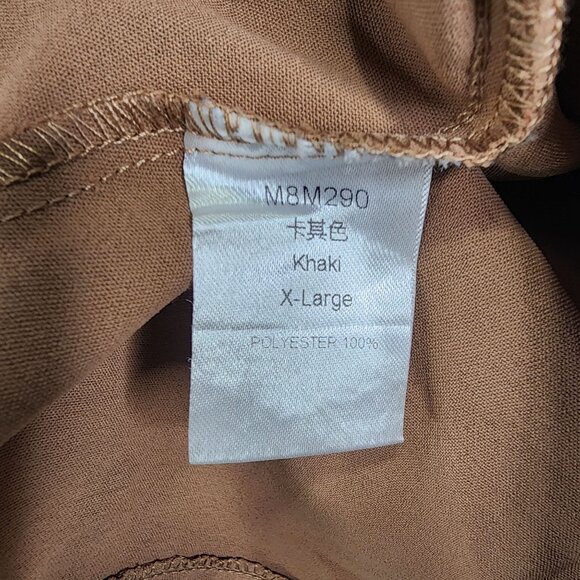 M8M290
卡其色
Khaki
X-Large
POLYESTER 100%